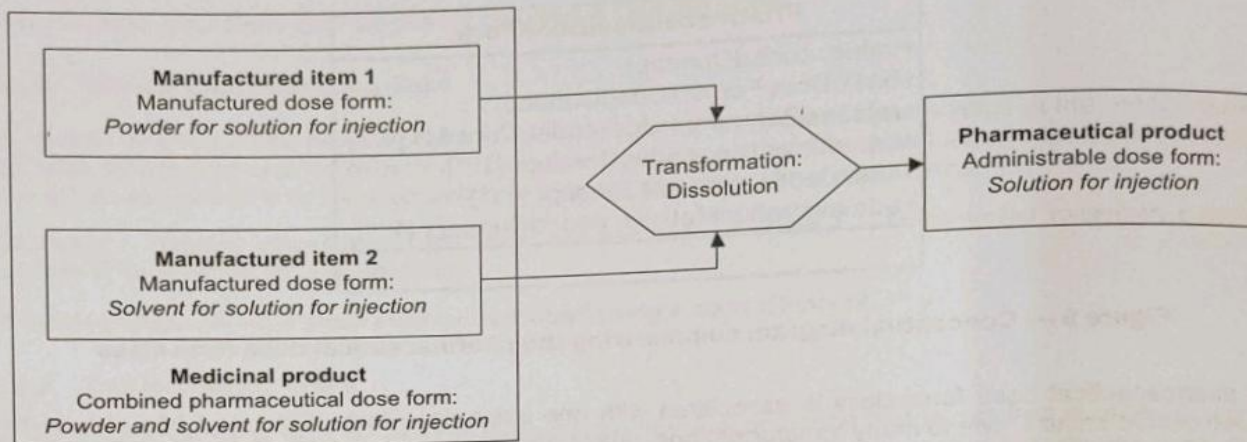 Manufactured item 1
Manufactured dose form:
Powder for solution for injection
Manufactured item 2
Manufactured dose form:
Solvent for solution for injection
Medicinal product
Combined pharmaceutical dose form:
Powder and solvent for solution for injection
Transformation:
Dissolution
Pharmaceutical product
Administrable dose form:
Solution for injection